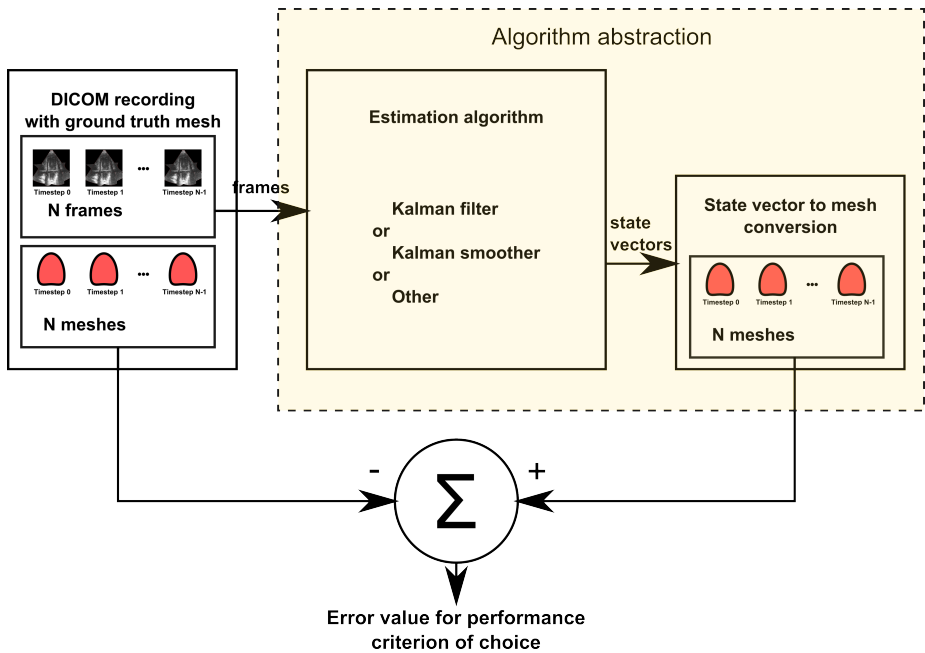 Algorithm abstraction
DICOM recording
with ground truth mesh
...
Timestep 0 Timestep 1 Timestep N-1
N frames
...
Timestep 0 Timestep 1 Timestep N-1
N meshes
frames
Estimation algorithm
Kalman filter
or
Kalman smoother
or
Other
state
vectors
State vector to mesh
conversion
...
Timestep 0 Timestep 1 Timestep N-1
N meshes
- +
Σ
Error value for performance
criterion of choice